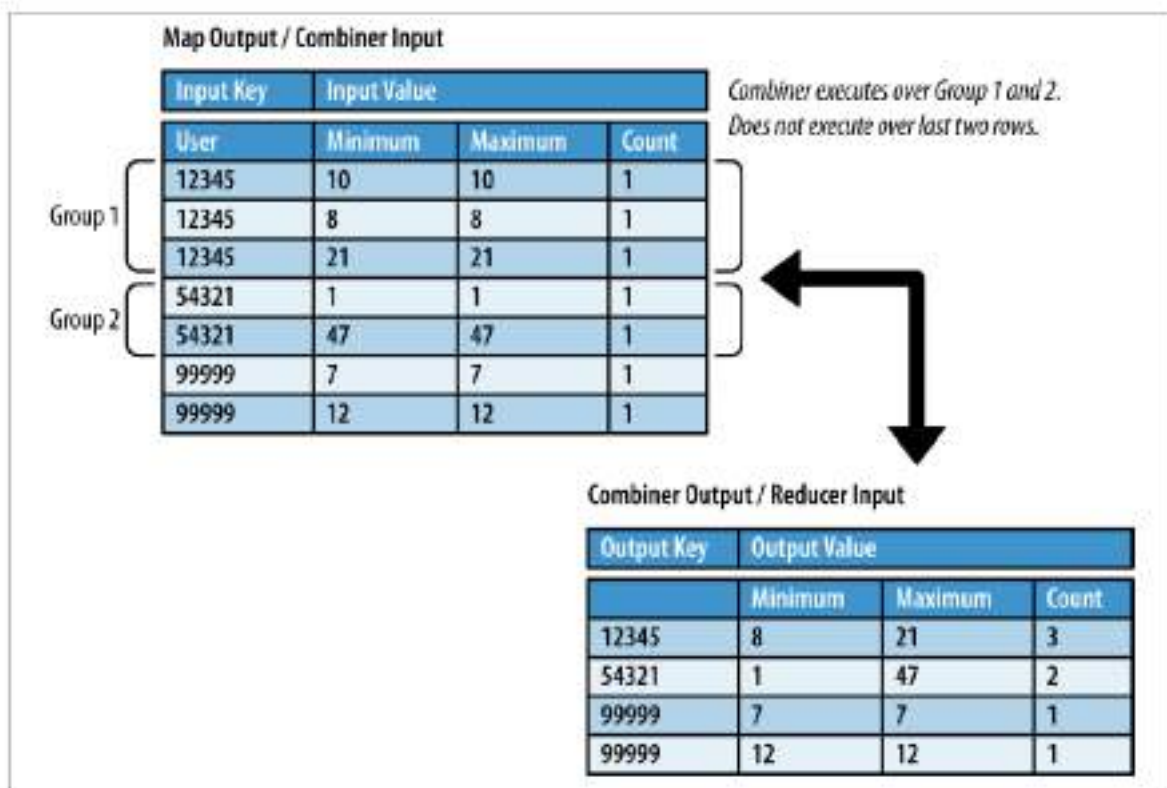 Map Output / Combiner Input
Input Key Input Value
Combiner executes over Group 1 and 2.
Does not execute over last two rows.
User Minimum Maximum Count
12345 10 10 1
Group 1
12345 8 8 1
12345 21 21 1
54321 1 1 1
Group 2
54321 47 47 1
99999 7 7 1
99999 12 12 1
Combiner Output / Reducer Input
Output Key Output Value
Minimum Maximum Count
12345 8 21 3
54321 1 47 2
99999 7 7 1
99999 12 12 1